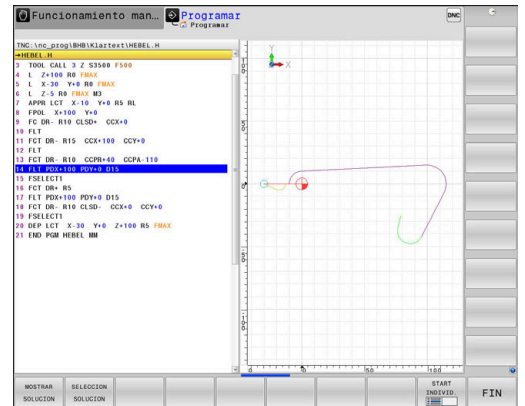 Funcionamiento man...
Programar
Programar
DNC
TNC:\nc_prog\BHB\Klartext\HEBEL.H
→HEBEL.H
3 TOOL CALL 3 Z S3500 F500
4 L Z+100 R0 FMAX
5 L X-30 Y+0 R0 FMAX
6 L Z-5 R0 FMAX M3
7 APPR LCT X-10 Y+0 R5 RL
8 FPOL X+100 Y+0
9 FC DR- R10 CLSD+ CCX+0
10 FLT
11 FCT DR- R15 CCX+100 CCY+0
12 FLT
13 FCT DR- R10 CCPR+40 CCPA-110
14 FLT PDX+100 PDY+0 D15
15 FSELECT1
16 FCT DR+ R5
17 FLT PDX+100 PDY+0 D15
18 FCT DR- R10 CLSD- CCX+0 CCY+0
19 FSELECT1
20 DEP LCT X-30 Y+0 Z+100 R5 FMAX
21 END PGM HEBEL MM
Y
X
0
50
100
MOSTRAR
SOLUCION
SELECCION
SOLUCION
START
INDIVID.
FIN